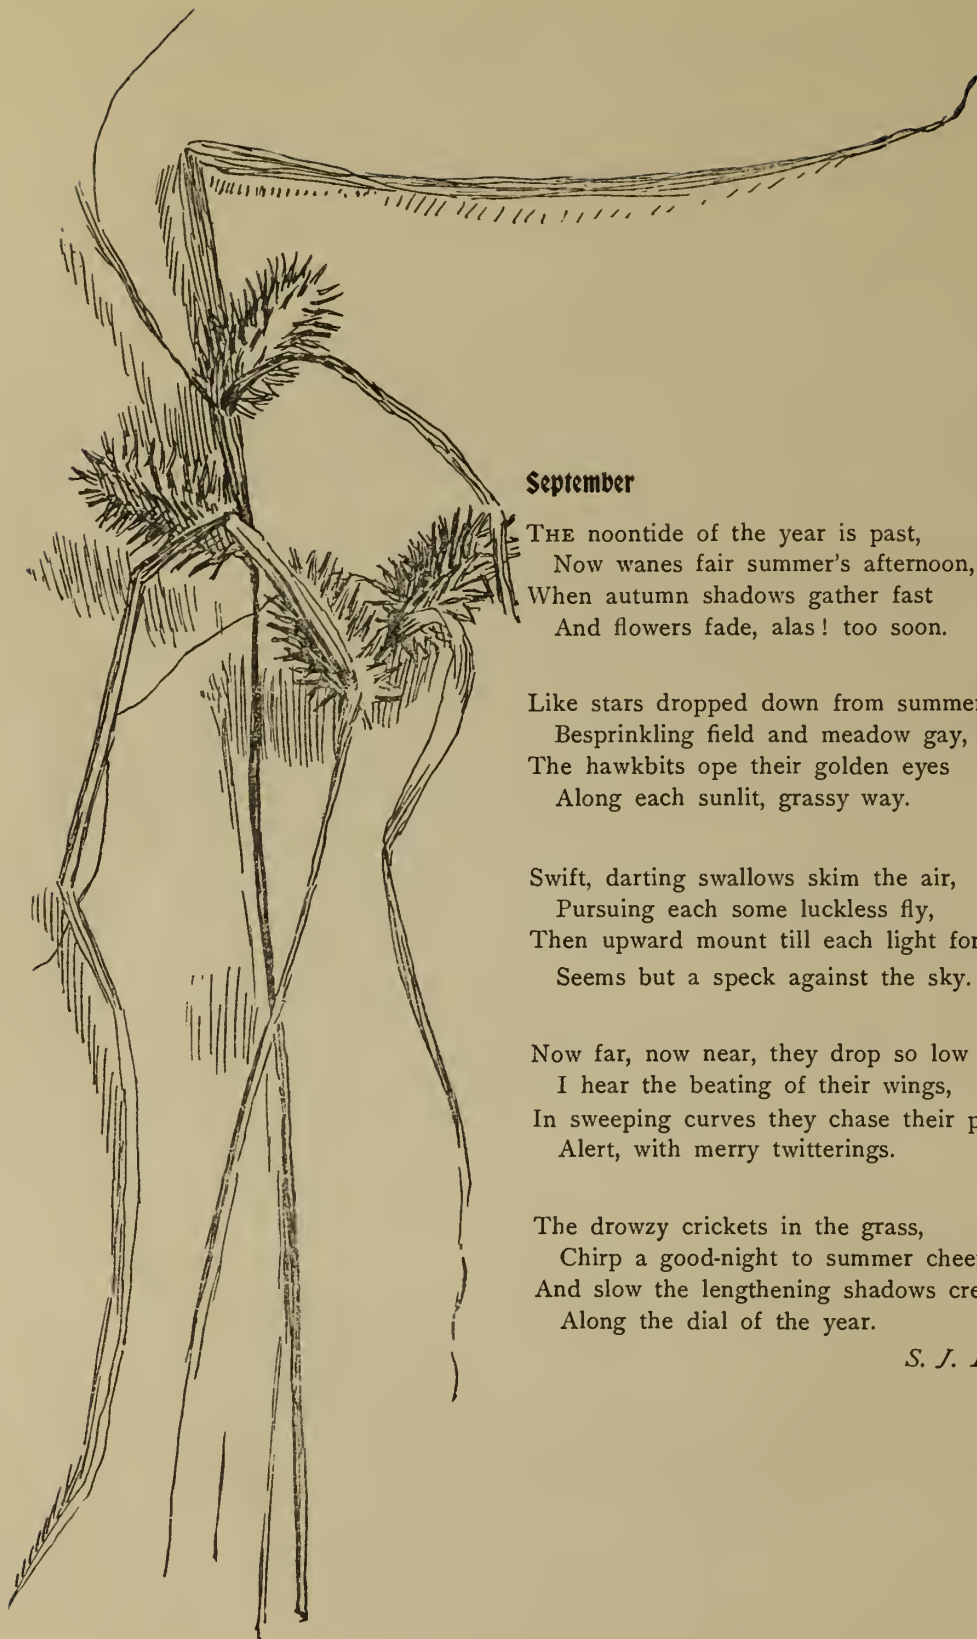 September
THE noontide of the year is past,
Now wanes fair summer's afternoon,
When autumn shadows gather fast
And flowers fade, alas! too soon.
Like stars dropped down from summer
Besprinkling field and meadow gay,
The hawkbits ope their golden eyes
Along each sunlit, grassy way.
Swift, darting swallows skim the air,
Pursuing each some luckless fly,
Then upward mount till each light
Seems but a speck against the sky.
Now far, now near, they drop so low
I hear the beating of their wings,
In sweeping curves they chase their
Alert, with merry twitterings.
The drowzy crickets in the grass,
Chirp a good-night to summer
And slow the lengthening shadows
Along the dial of the year.
S. J.